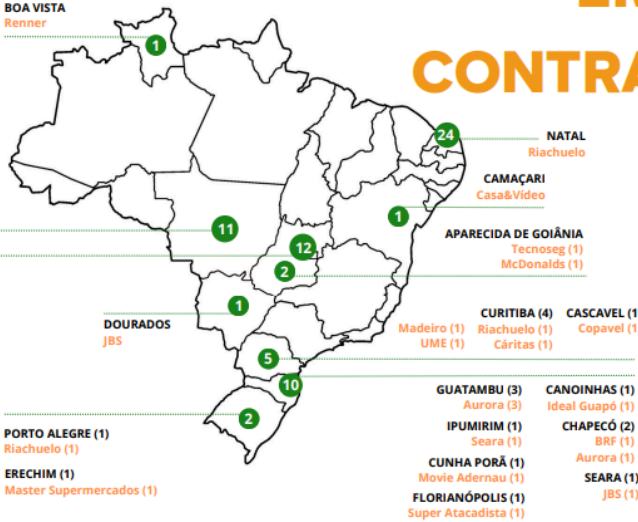 BOA VISTA
Renner
1
CONTRA
24
NATAL
Riachuelo
CAMAÇARI
Casa&Vídeo
1
11
12
2
APARECIDA DE GOIÂNIA
Tecnoseg (1)
McDonalds (1)
1
DOURADOS
JBS
CURITIBA (4)
Madeiro (1) Riachuelo (1)
UME (1) Cáritas (1)
CASCAVEL (1
Copavel (1
5
10
2
GUATAMBU (3)
Aurora (3)
CANOINHAS (1)
Ideal Guapó (1)
IPUMIRIM (1)
Seara (1)
CHAPECÓ (2)
BRF (1)
Aurora (1)
CUNHA PORÃ (1)
Movie Adernau (1)
SEARA (1)
JBS (1)
FLORIANÓPOLIS (1)
Super Atacadista (1)
PORTO ALEGRE (1)
Riachuelo (1)
ERECHIM (1)
Master Supermercados (1)